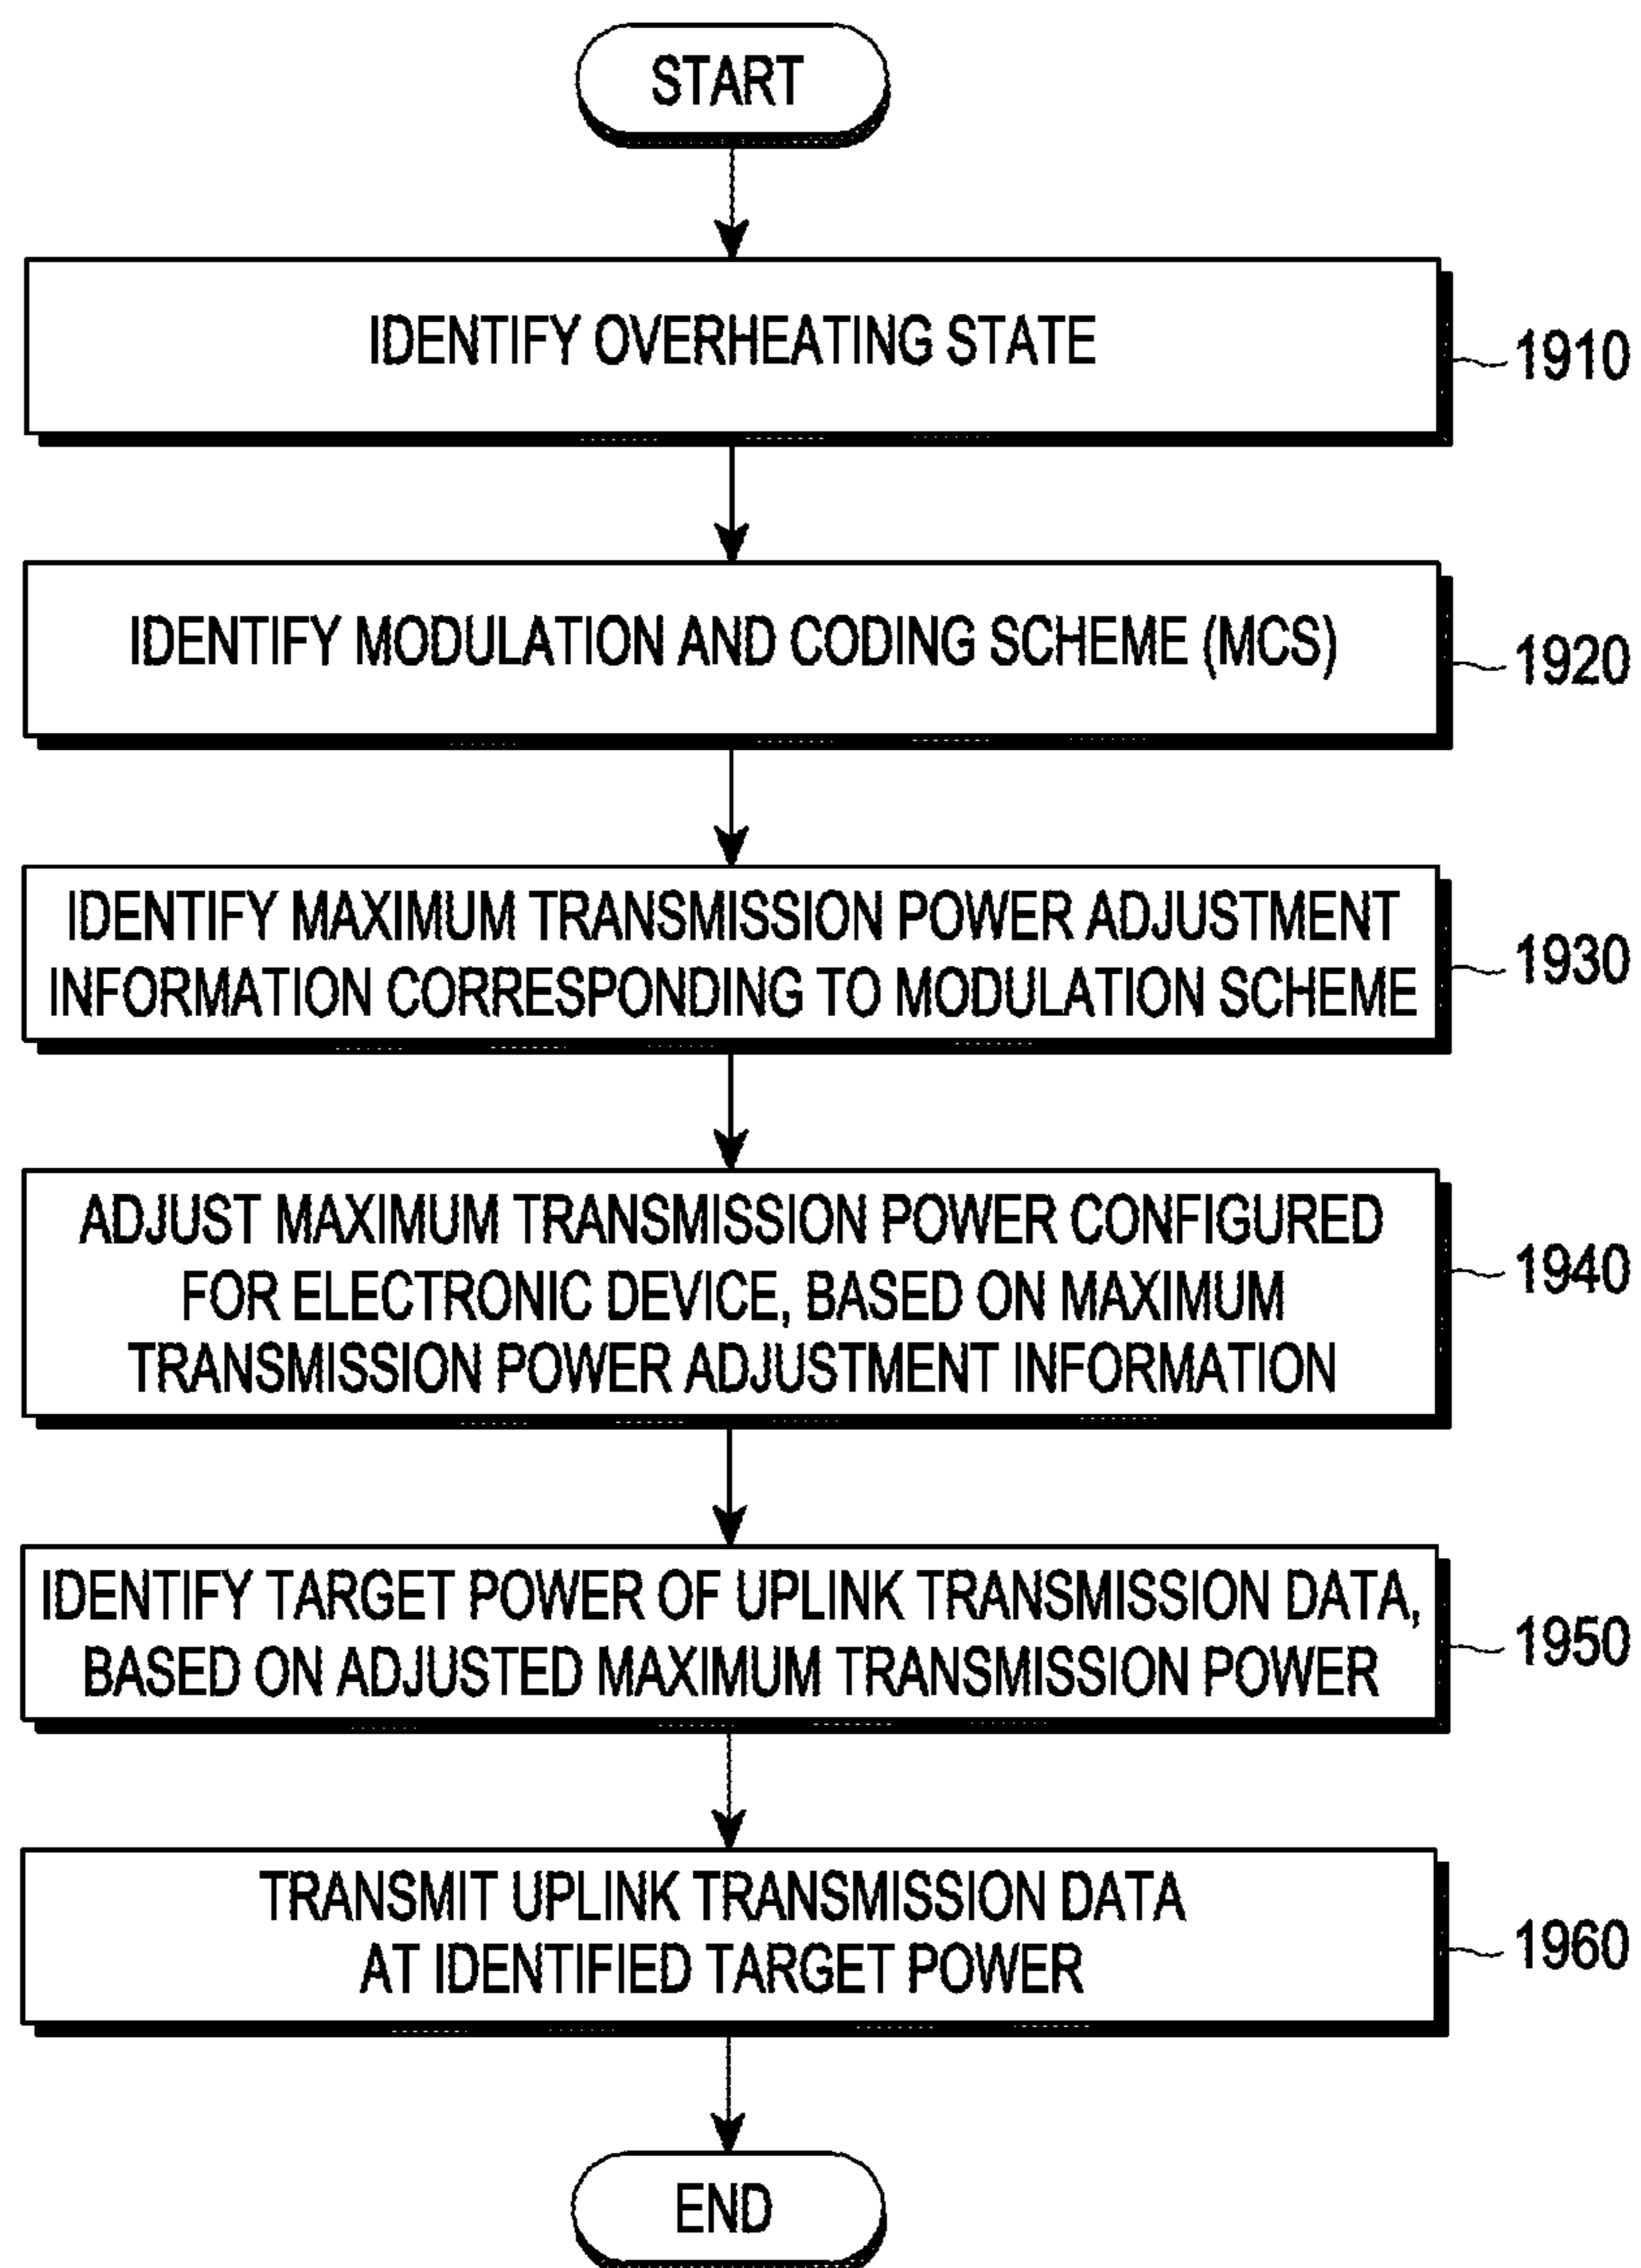 START
IDENTIFY OVERHEATING STATE
1910
IDENTIFY MODULATION AND CODING SCHEME (MCS)
1920
IDENTIFY MAXIMUM TRANSMISSION POWER ADJUSTMENT
INFORMATION CORRESPONDING TO MODULATION SCHEME
1930
ADJUST MAXIMUM TRANSMISSION POWER CONFIGURED
FOR ELECTRONIC DEVICE, BASED ON MAXIMUM
TRANSMISSION POWER ADJUSTMENT INFORMATION
1940
IDENTIFY TARGET POWER OF UPLINK TRANSMISSION DATA,
BASED ON ADJUSTED MAXIMUM TRANSMISSION POWER
1950
TRANSMIT UPLINK TRANSMISSION DATA
AT IDENTIFIED TARGET POWER
1960
END